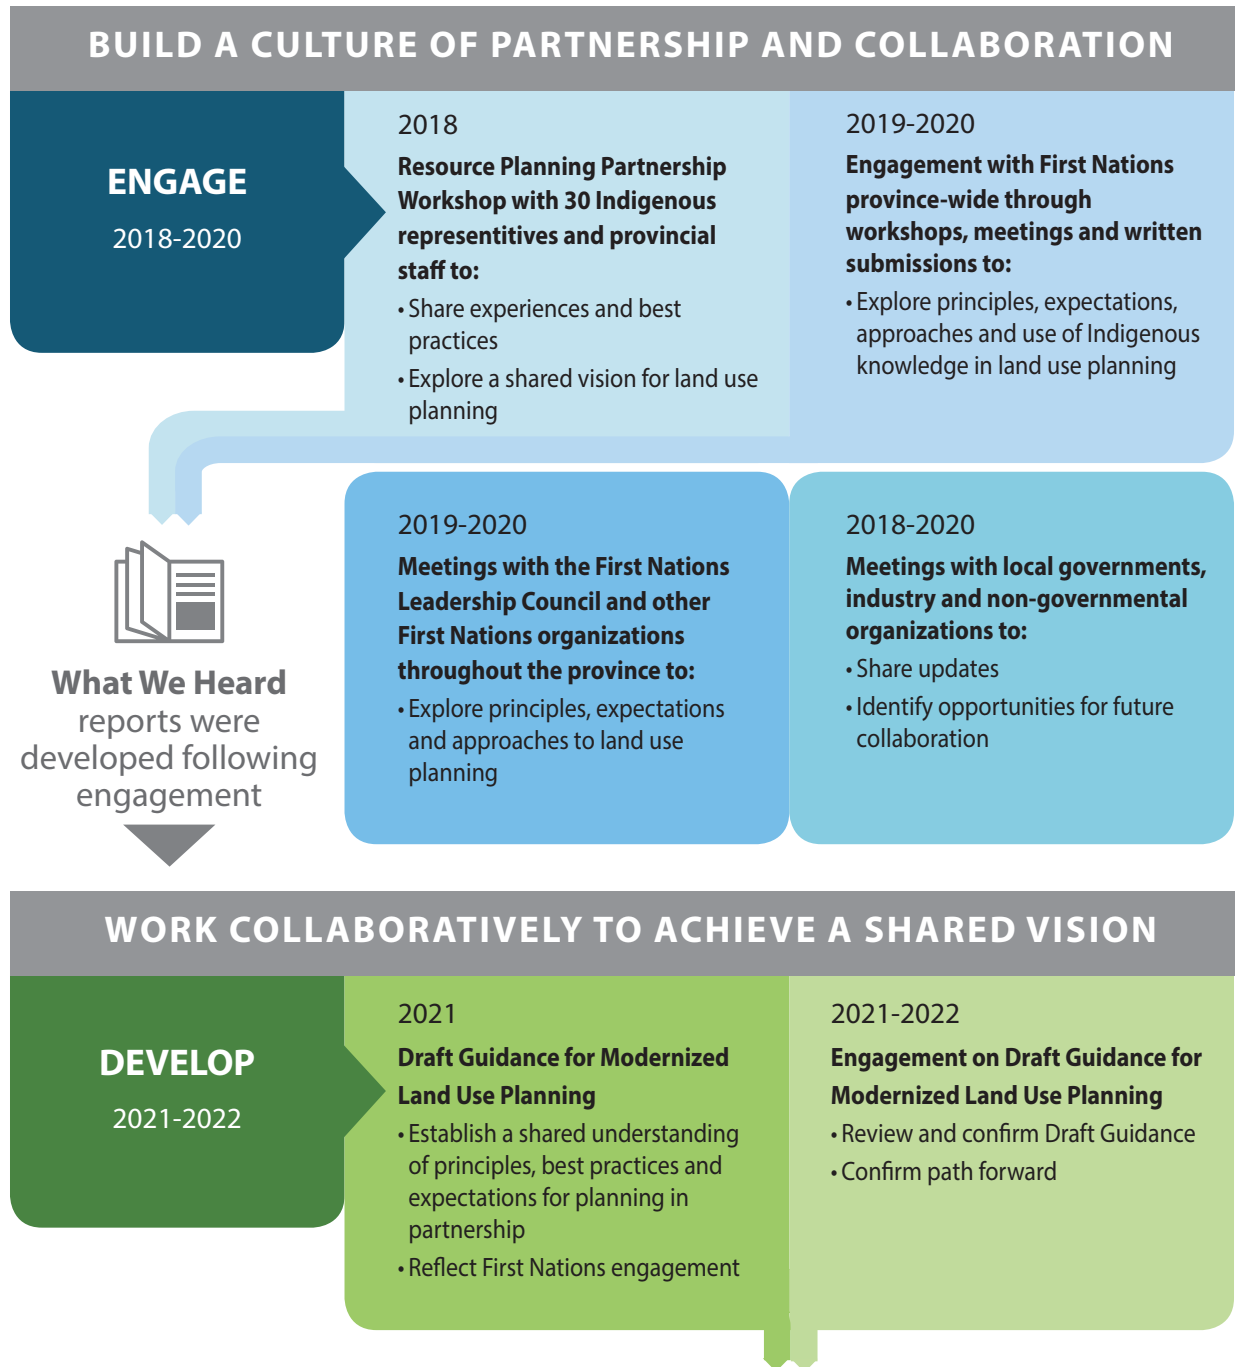 BUILD A CULTURE OF PARTNERSHIP AND COLLABORATION
ENGAGE
2018-2020
2018
Resource Planning Partnership
Workshop with 30 Indigenous
representitives and provincial
staff to:
• Share experiences and best
practices
• Explore a shared vision for land use
planning
2019-2020
Engagement with First Nations
province-wide through
workshops, meetings and written
submissions to:
• Explore principles, expectations,
approaches and use of Indigenous
knowledge in land use planning
What We Heard
reports were
developed following
engagement
2019-2020
Meetings with the First Nations
Leadership Council and other
First Nations organizations
throughout the province to:
• Explore principles, expectations
and approaches to land use
planning
2018-2020
Meetings with local governments,
industry and non-governmental
organizations to:
• Share updates
• Identify opportunities for future
collaboration
WORK COLLABORATIVELY TO ACHIEVE A SHARED VISION
DEVELOP
2021-2022
2021
Draft Guidance for Modernized
Land Use Planning
• Establish a shared understanding
of principles, best practices and
expectations for planning in
partnership
• Reflect First Nations engagement
2021-2022
Engagement on Draft Guidance for
Modernized Land Use Planning
• Review and confirm Draft Guidance
• Confirm path forward